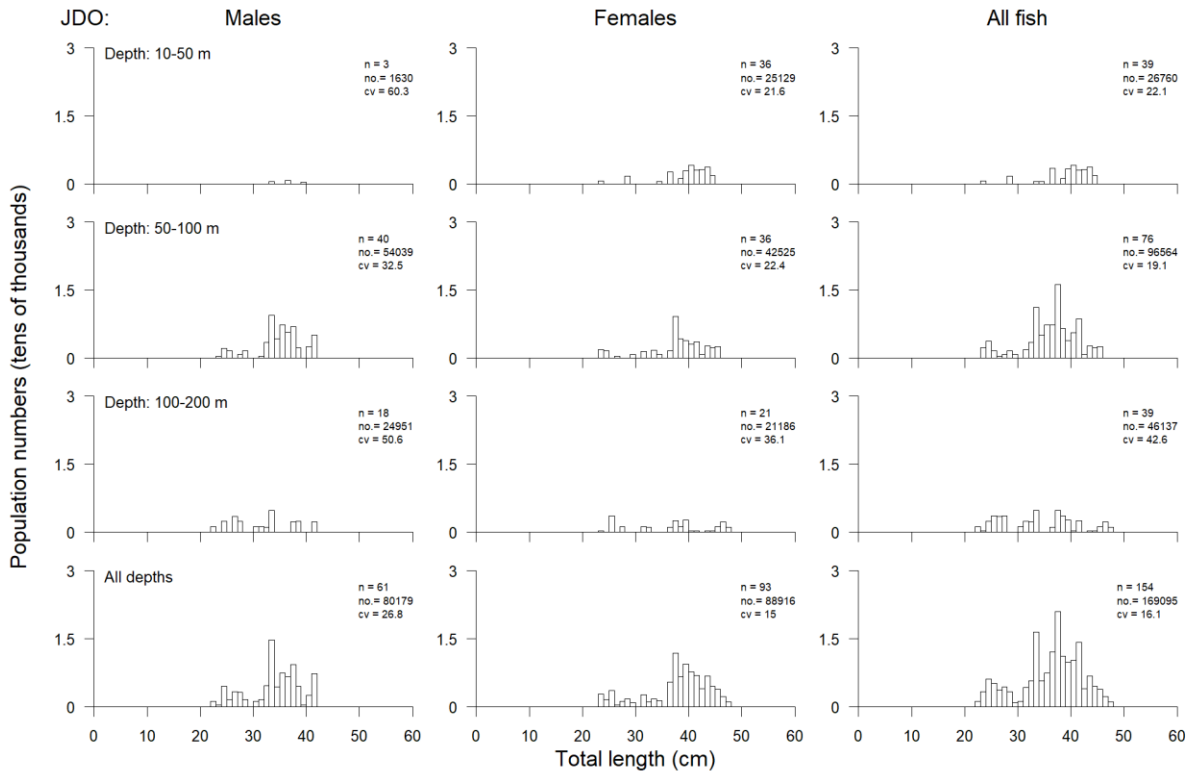 JDO: Males Females All fish
Population numbers (tens of thousands)
3 Depth: 10-50 m
1.5
0
n = 3
no.= 1630
cv = 60.3
n = 36
no.= 25129
cv = 21.6
3
1.5
0
n = 39
no.= 26760
cv = 22.1
3 Depth: 50-100 m
1.5
0
n = 40
no.= 54039
cv = 32.5
3
1.5
0
n = 36
no.= 42525
cv = 22.4
3
1.5
0
n = 76
no.= 96564
cv = 19.1
3 Depth: 100-200 m
1.5
0
n = 18
no.= 24951
cv = 50.6
3
1.5
0
n = 21
no.= 21186
cv = 36.1
3
1.5
0
n = 39
no.= 46137
cv = 42.6
3 All depths
1.5
0
n = 61
no.= 80179
cv = 26.8
3
1.5
0
n = 93
no.= 88916
cv = 15
3
1.5
0
n = 154
no.= 169095
cv = 16.1
3
1.5
0
0 10 20 30 40 50 60 0 10 20 30 40 50 60 0 10 20 30 40 50 60
Total length (cm)